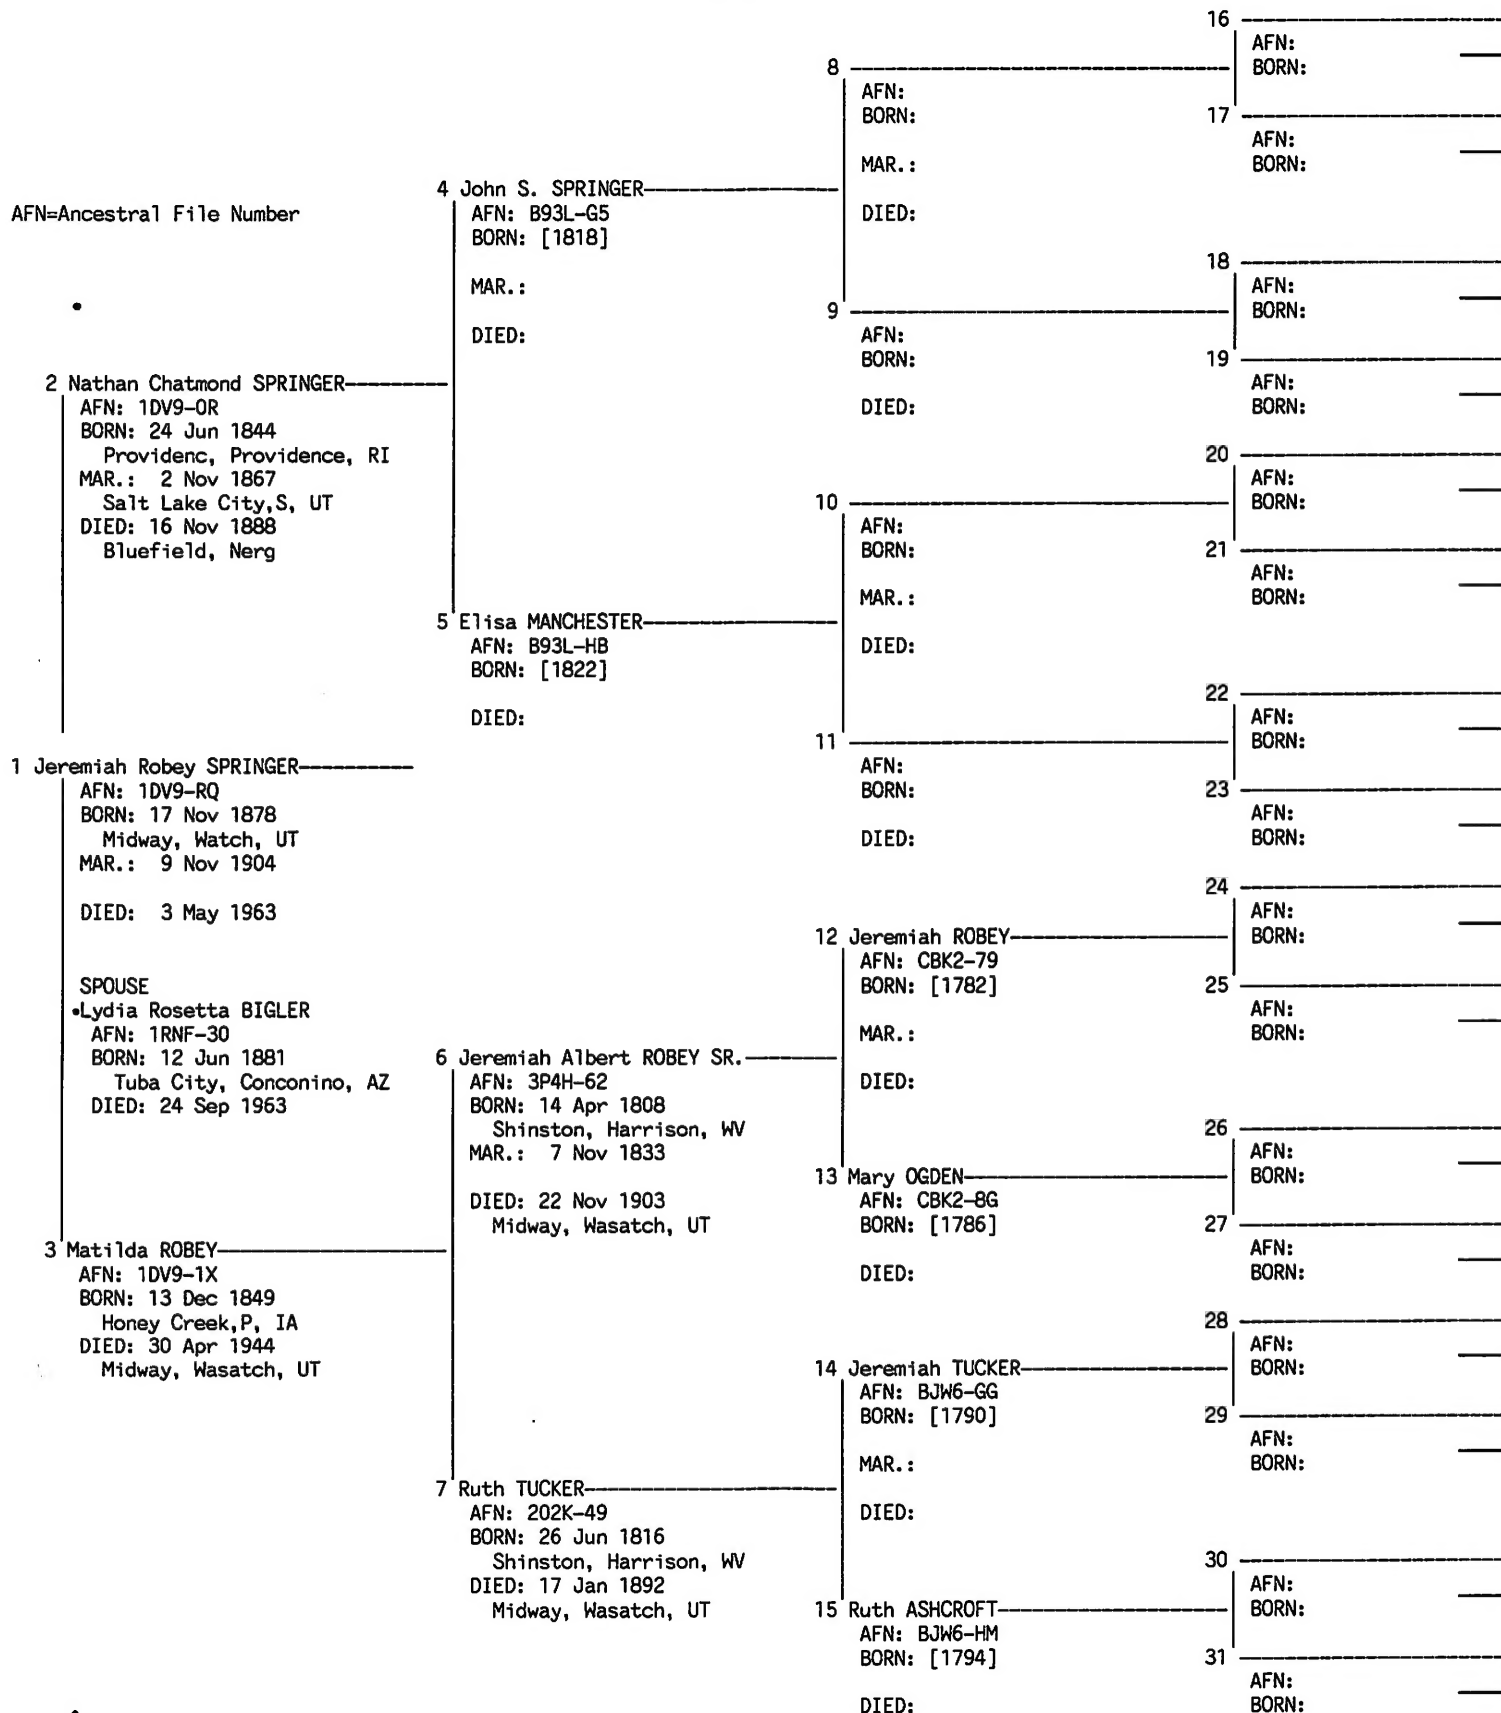 AFN=Ancestral File Number
1 Jeremiah Robey SPRINGER
AFN: 1DV9-RQ
BORN: 17 Nov 1878
Midway, Watch, UT
MAR.: 9 Nov 1904
DIED: 3 May 1963
SPOUSE
Lydia Rosetta BIGLER
AFN: 1RNF-30
BORN: 12 Jun 1881
Tuba City, Conconino, AZ
DIED: 24 Sep 1963
2 Nathan Chatmond SPRINGER
AFN: 1DV9-0R
BORN: 24 Jun 1844
Providenc, Providence, RI
MAR.: 2 Nov 1867
Salt Lake City,S, UT
DIED: 16 Nov 1888
Bluefield, Nerg
3 Matilda ROBEY
AFN: 1DV9-1X
BORN: 13 Dec 1849
Honey Creek,P, IA
DIED: 30 Apr 1944
Midway, Wasatch, UT
4 John S. SPRINGER
AFN: B93L-G5
BORN: [1818]
MAR.:
DIED:
5 Elisa MANCHESTER
AFN: B93L-HB
BORN: [1822]
DIED:
6 Jeremiah Albert ROBEY SR.
AFN: 3P4H-62
BORN: 14 Apr 1808
Shinston, Harrison, WV
MAR.: 7 Nov 1833
DIED: 22 Nov 1903
Midway, Wasatch, UT
7 Ruth TUCKER
AFN: 202K-49
BORN: 26 Jun 1816
Shinston, Harrison, WV
DIED: 17 Jan 1892
Midway, Wasatch, UT
8
AFN:
BORN:
MAR.:
DIED:
9
AFN:
BORN:
DIED:
10
AFN:
BORN:
MAR.:
DIED:
11
AFN:
BORN:
DIED:
12 Jeremiah ROBEY
AFN: CBK2-79
BORN: [1782]
MAR.:
DIED:
13 Mary OGDEN
AFN: CBK2-8G
BORN: [1786]
DIED:
14 Jeremiah TUCKER
AFN: BJW6-GG
BORN: [1790]
MAR.:
DIED:
15 Ruth ASHCROFT
AFN: BJW6-HM
BORN: [1794]
DIED:
16
AFN:
BORN:
17
AFN:
BORN:
18
AFN:
BORN:
19
AFN:
BORN:
20
AFN:
BORN:
21
AFN:
BORN:
22
AFN:
BORN:
23
AFN:
BORN:
24
AFN:
BORN:
25
AFN:
BORN:
26
AFN:
BORN:
27
AFN:
BORN:
28
AFN:
BORN:
29
AFN:
BORN:
30
AFN:
BORN:
31
AFN:
BORN: